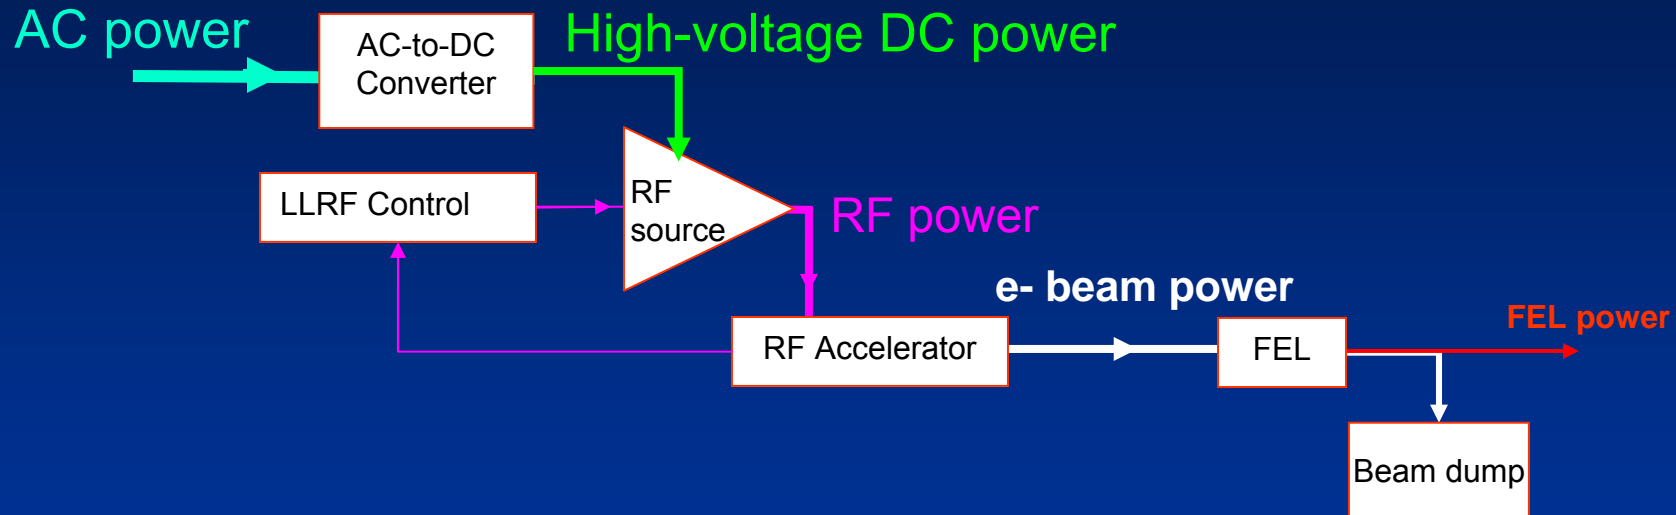 AC power
AC-to-DC
Converter
High-voltage DC power
LLRF Control
RF
source
RF power
e- beam power
RF Accelerator
FEL
FEL power
Beam dump